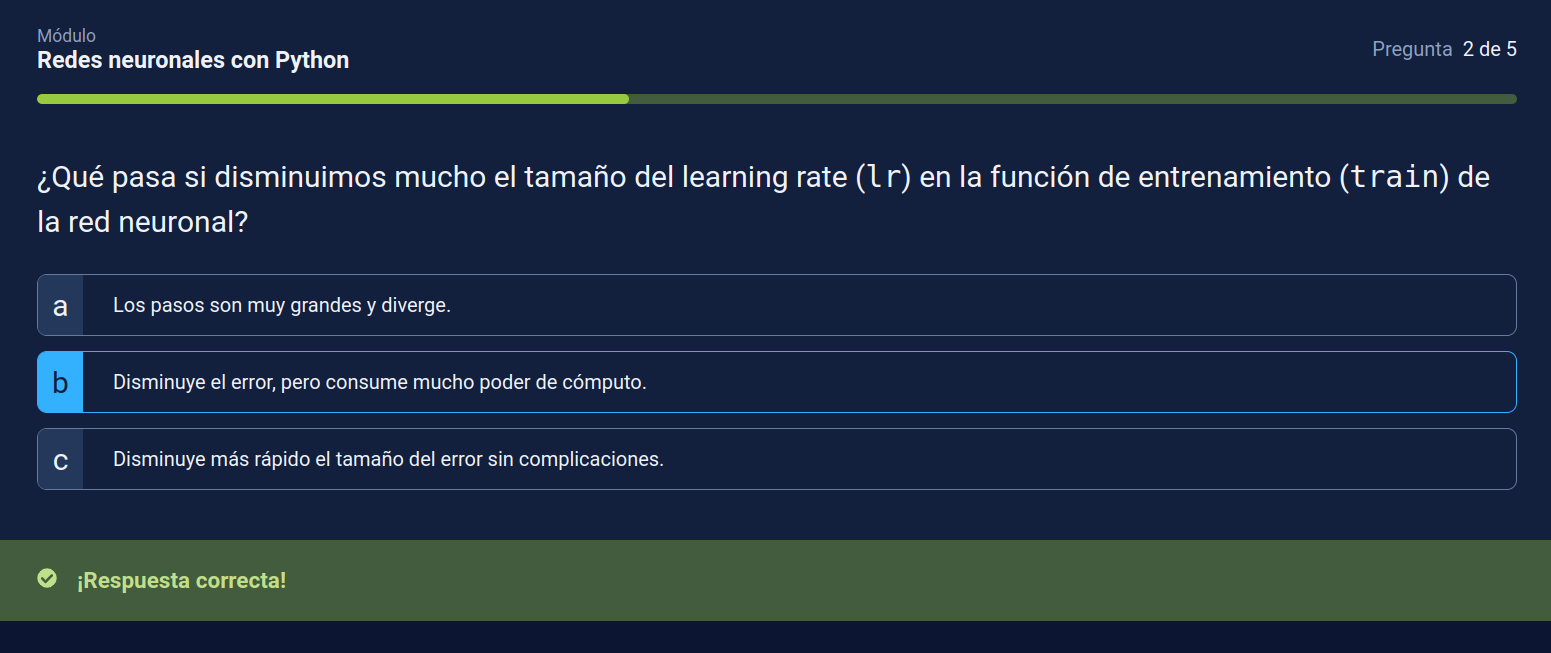 Módulo
Redes neuronales con Python
Pregunta 2 de 5
¿Qué pasa si disminuimos mucho el tamaño del learning rate (lr) en la función de entrenamiento (train) de
la red neuronal?
a Los pasos son muy grandes y diverge.
b Disminuye el error, pero consume mucho poder de cómputo.
c Disminuye más rápido el tamaño del error sin complicaciones.
¡Respuesta correcta!